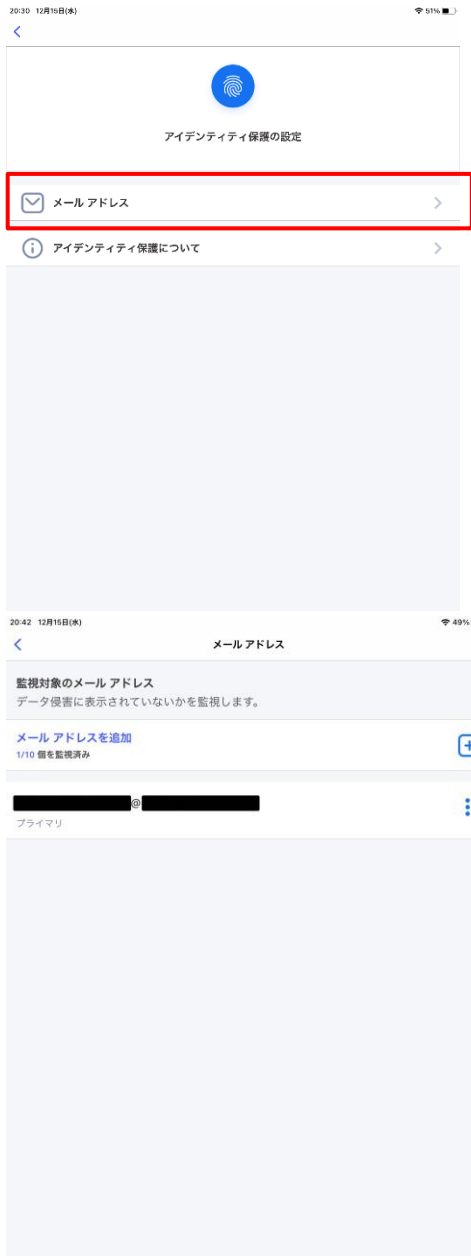 20:30 12月15日(水) 51%
アイデンティティ保護の設定
メール アドレス
アイデンティティ保護について
20:42 12月15日(水) 49%
メール アドレス
監視対象のメール アドレス
データ侵害に表示されていないかを監視します。
メール アドレスを追加
1/10 個を監視済み
@
プライマリ